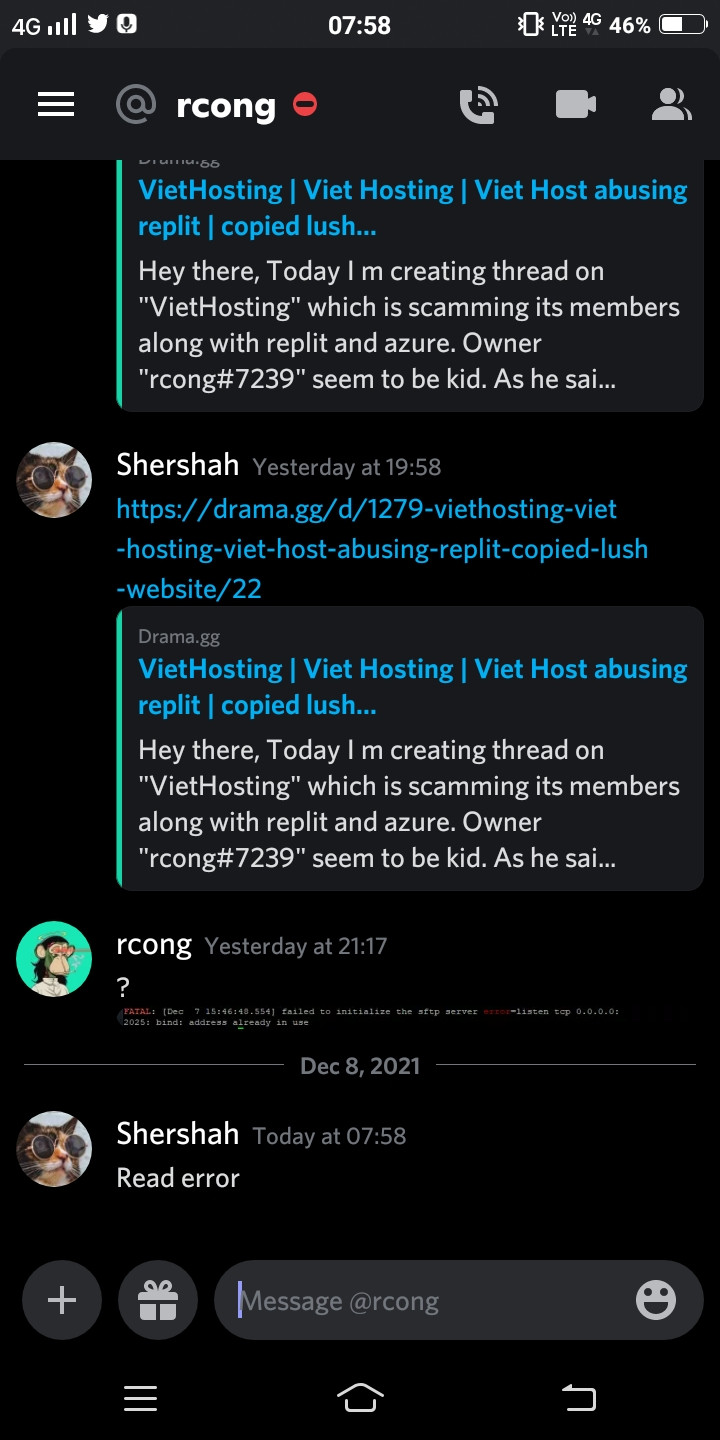 4G 07:58 Vo)) LTE 4G 46%
@ rcong
Drama.gg
VietHosting | Viet Hosting | Viet Host abusing
replit | copied lush...
Hey there, Today I m creating thread on
"VietHosting" which is scamming its members
along with replit and azure. Owner
"rcong#7239" seem to be kid. As he sai...
Shershah Yesterday at 19:58
https://drama.gg/d/1279-viethosting-viet
-hosting-viet-host-abusing-replit-copied-lush
-website/22
Drama.gg
VietHosting | Viet Hosting | Viet Host abusing
replit | copied lush...
Hey there, Today I m creating thread on
"VietHosting" which is scamming its members
along with replit and azure. Owner
"rcong#7239" seem to be kid. As he sai...
rcong Yesterday at 21:17
?
FATAL: [Dec 7 15:46:48.554] failed to initialize the sftp server error=listen tcp 0.0.0.0:
2025: bind: address already in use
Dec 8, 2021
Shershah Today at 07:58
Read error
Message @rcong